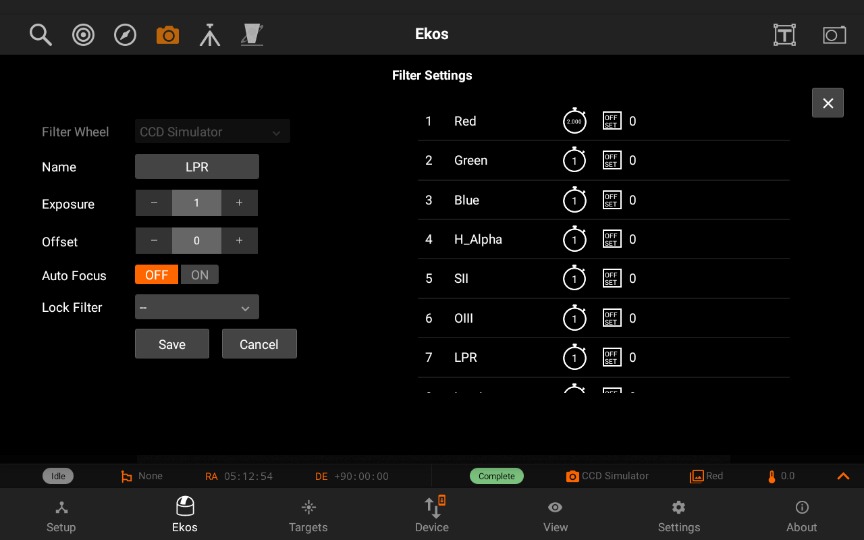 Ekos
Filter Settings
Filter Wheel CCD Simulator
Name LPR
Exposure − 1 +
Offset − 0 +
Auto Focus OFF ON
Lock Filter --
Save Cancel
1 Red 2.000 OFF SET 0
2 Green 1 OFF SET 0
3 Blue 1 OFF SET 0
4 H_Alpha 1 OFF SET 0
5 SII 1 OFF SET 0
6 OIII 1 OFF SET 0
7 LPR 1 OFF SET 0
Idle None RA 05:12:54 DE +90:00:00 Complete CCD Simulator Red 0.0
Setup Ekos Targets Device View Settings About